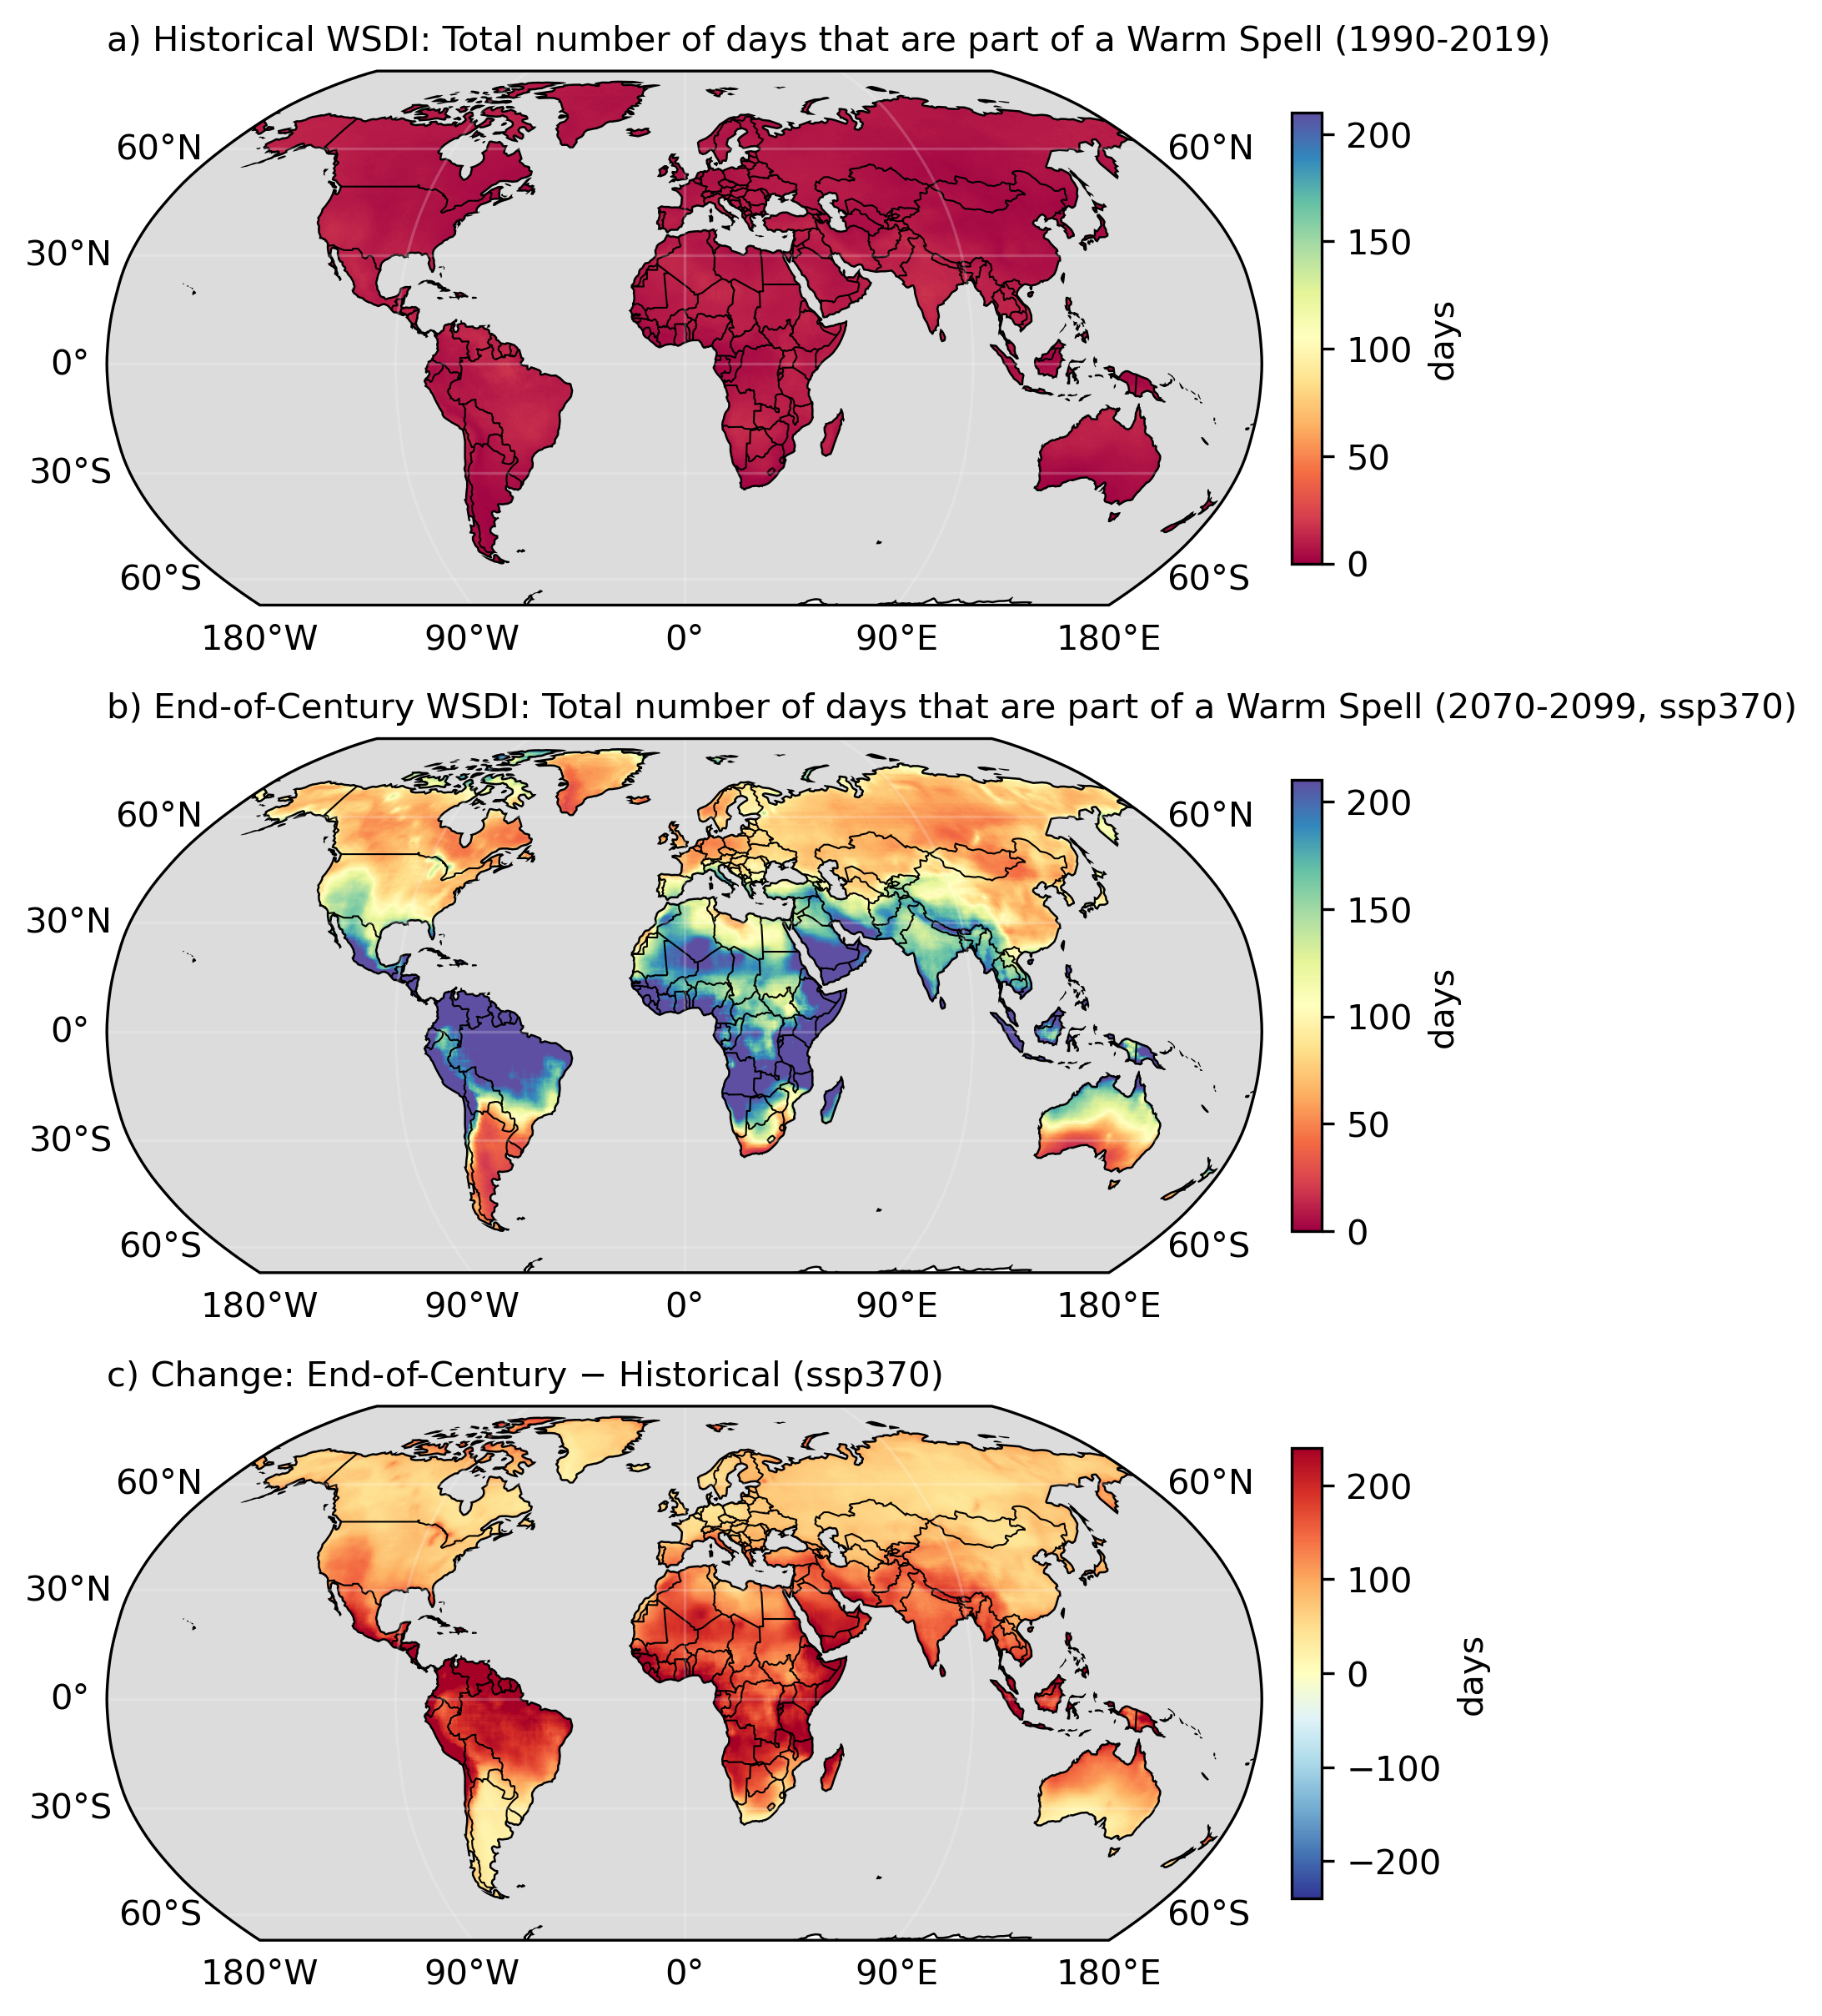 a) Historical WSDI: Total number of days that are part of a Warm Spell (1990-2019)
60°N 60°N
30°N
0°
30°S
60°S 60°S
180°W 90°W 0° 90°E 180°E
200
150
100
50
0
days
b) End-of-Century WSDI: Total number of days that are part of a Warm Spell (2070-2099, ssp370)
60°N 60°N
30°N
0°
30°S
60°S 60°S
180°W 90°W 0° 90°E 180°E
200
150
100
50
0
days
c) Change: End-of-Century − Historical (ssp370)
60°N 60°N
30°N
0°
30°S
60°S 60°S
180°W 90°W 0° 90°E 180°E
200
100
0
−100
−200
days